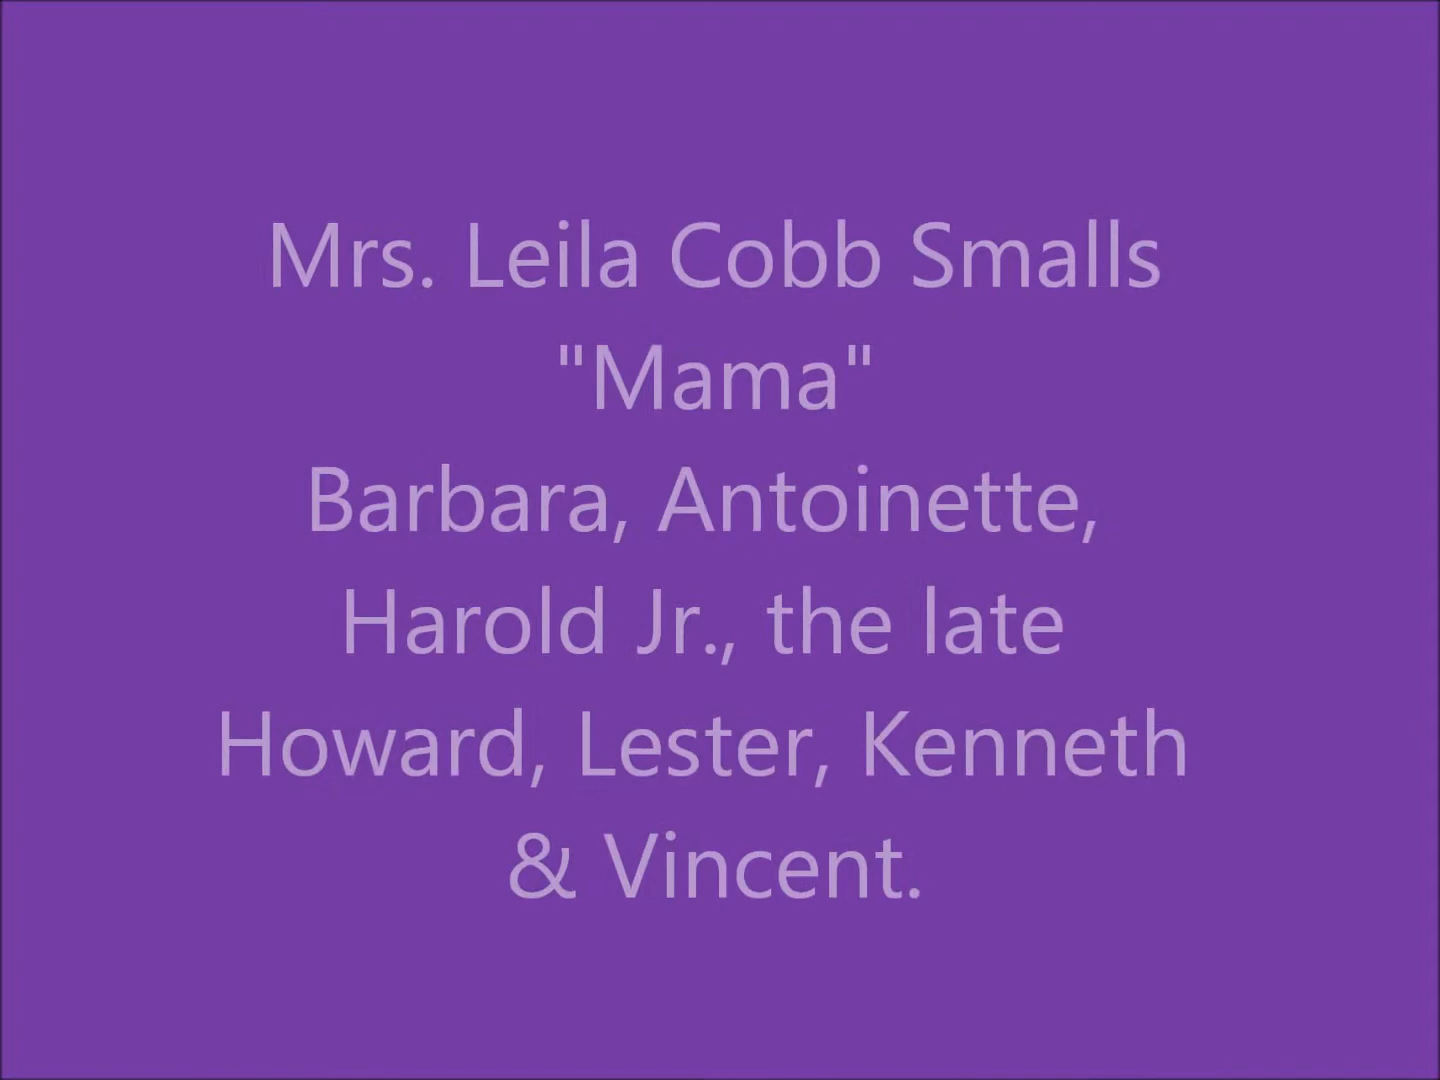 Mrs. Leila Cobb Smalls
"Mama"
Barbara, Antoinette,
Harold Jr., the late
Howard, Lester, Kenneth
& Vincent.